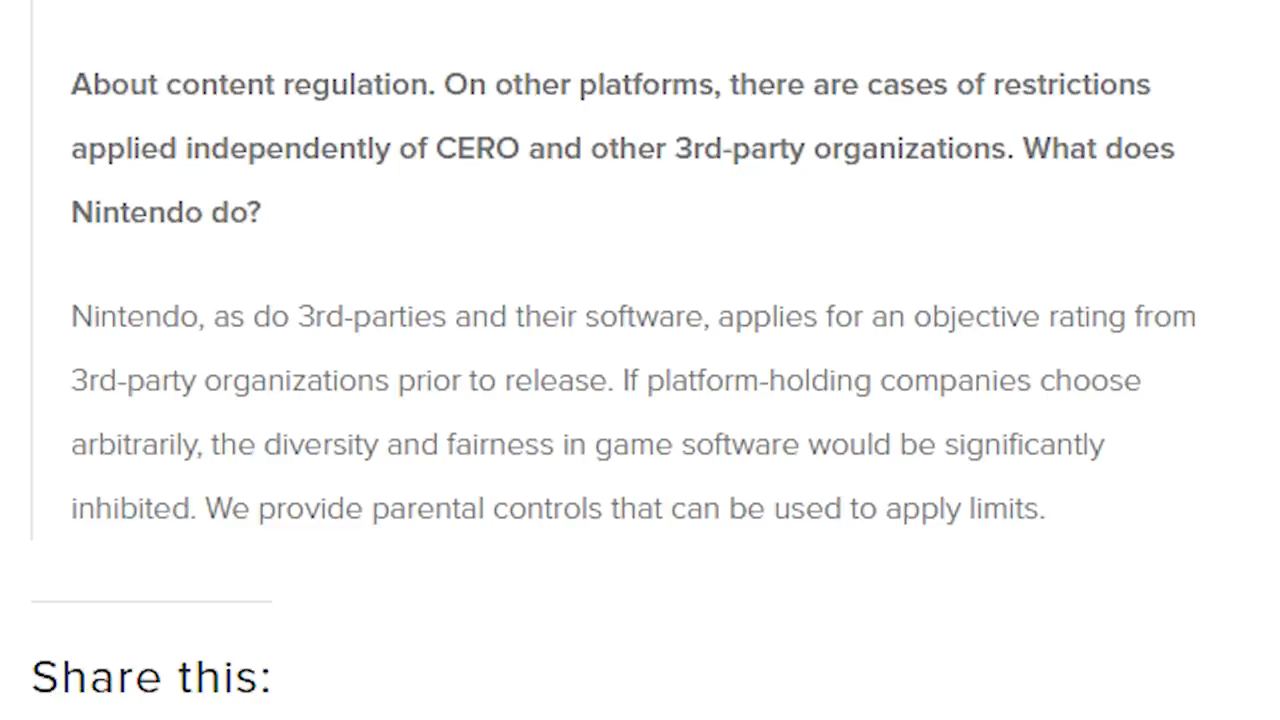 About content regulation. On other platforms, there are cases of restrictions
applied independently of CERO and other 3rd-party organizations. What does
Nintendo do?
Nintendo, as do 3rd-parties and their software, applies for an objective rating from
3rd-party organizations prior to release. If platform-holding companies choose
arbitrarily, the diversity and fairness in game software would be significantly
inhibited. We provide parental controls that can be used to apply limits.
Share this: